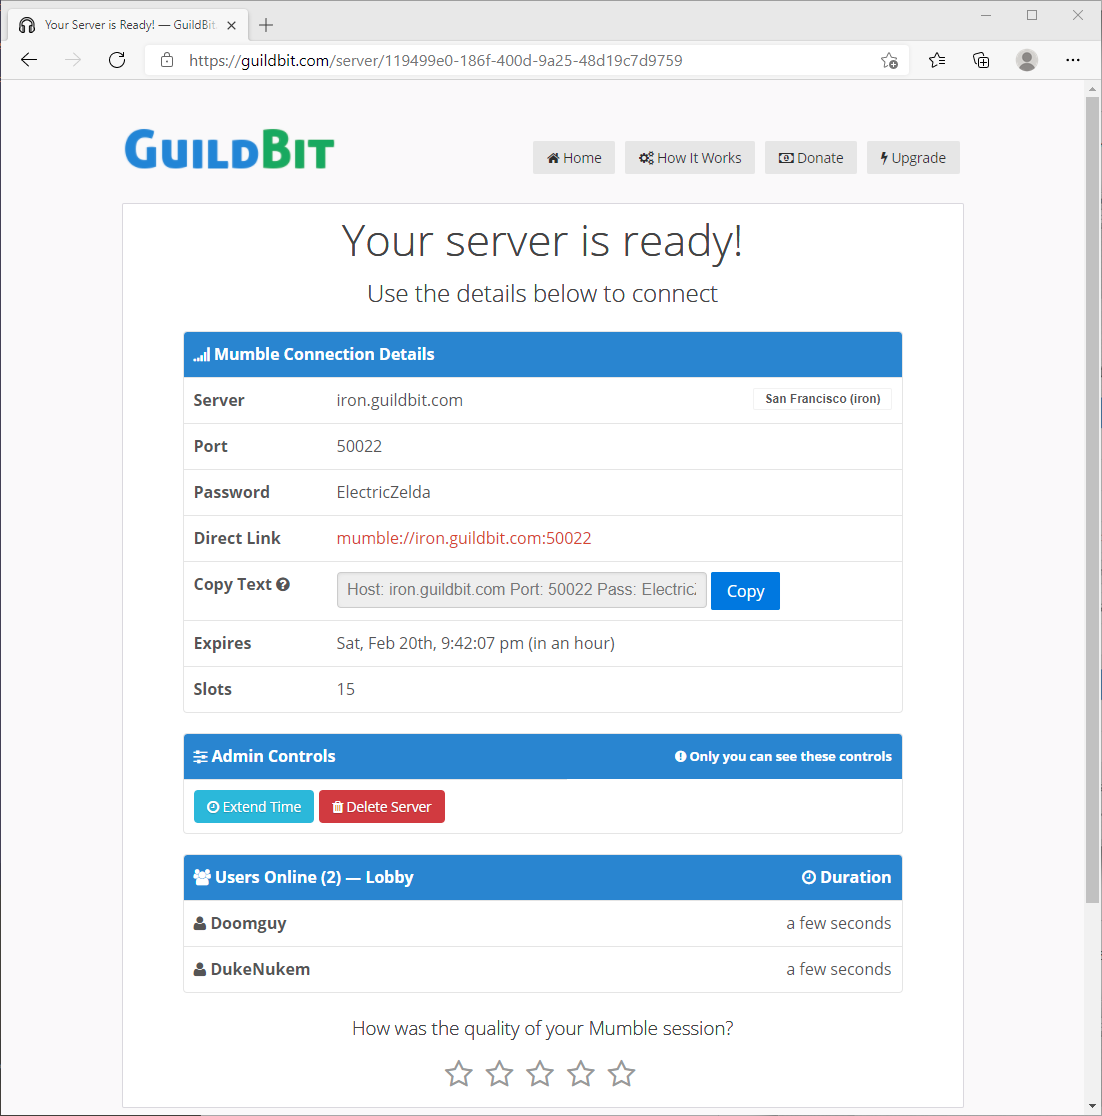 Your Server is Ready! — GuildBit
https://guildbit.com/server/119499e0-186f-400d-9a25-48d19c7d9759
GUILDBIT
Home How It Works Donate Upgrade
Your server is ready!
Use the details below to connect
Mumble Connection Details
Server iron.guildbit.com San Francisco (iron)
Port 50022
Password ElectricZelda
Direct Link mumble://iron.guildbit.com:50022
Copy Text Host: iron.guildbit.com Port: 50022 Pass: Electric Copy
Expires Sat, Feb 20th, 9:42:07 pm (in an hour)
Slots 15
Admin Controls Only you can see these controls
Extend Time Delete Server
Users Online (2) — Lobby Duration
Doomguy a few seconds
DukeNukem a few seconds
How was the quality of your Mumble session?